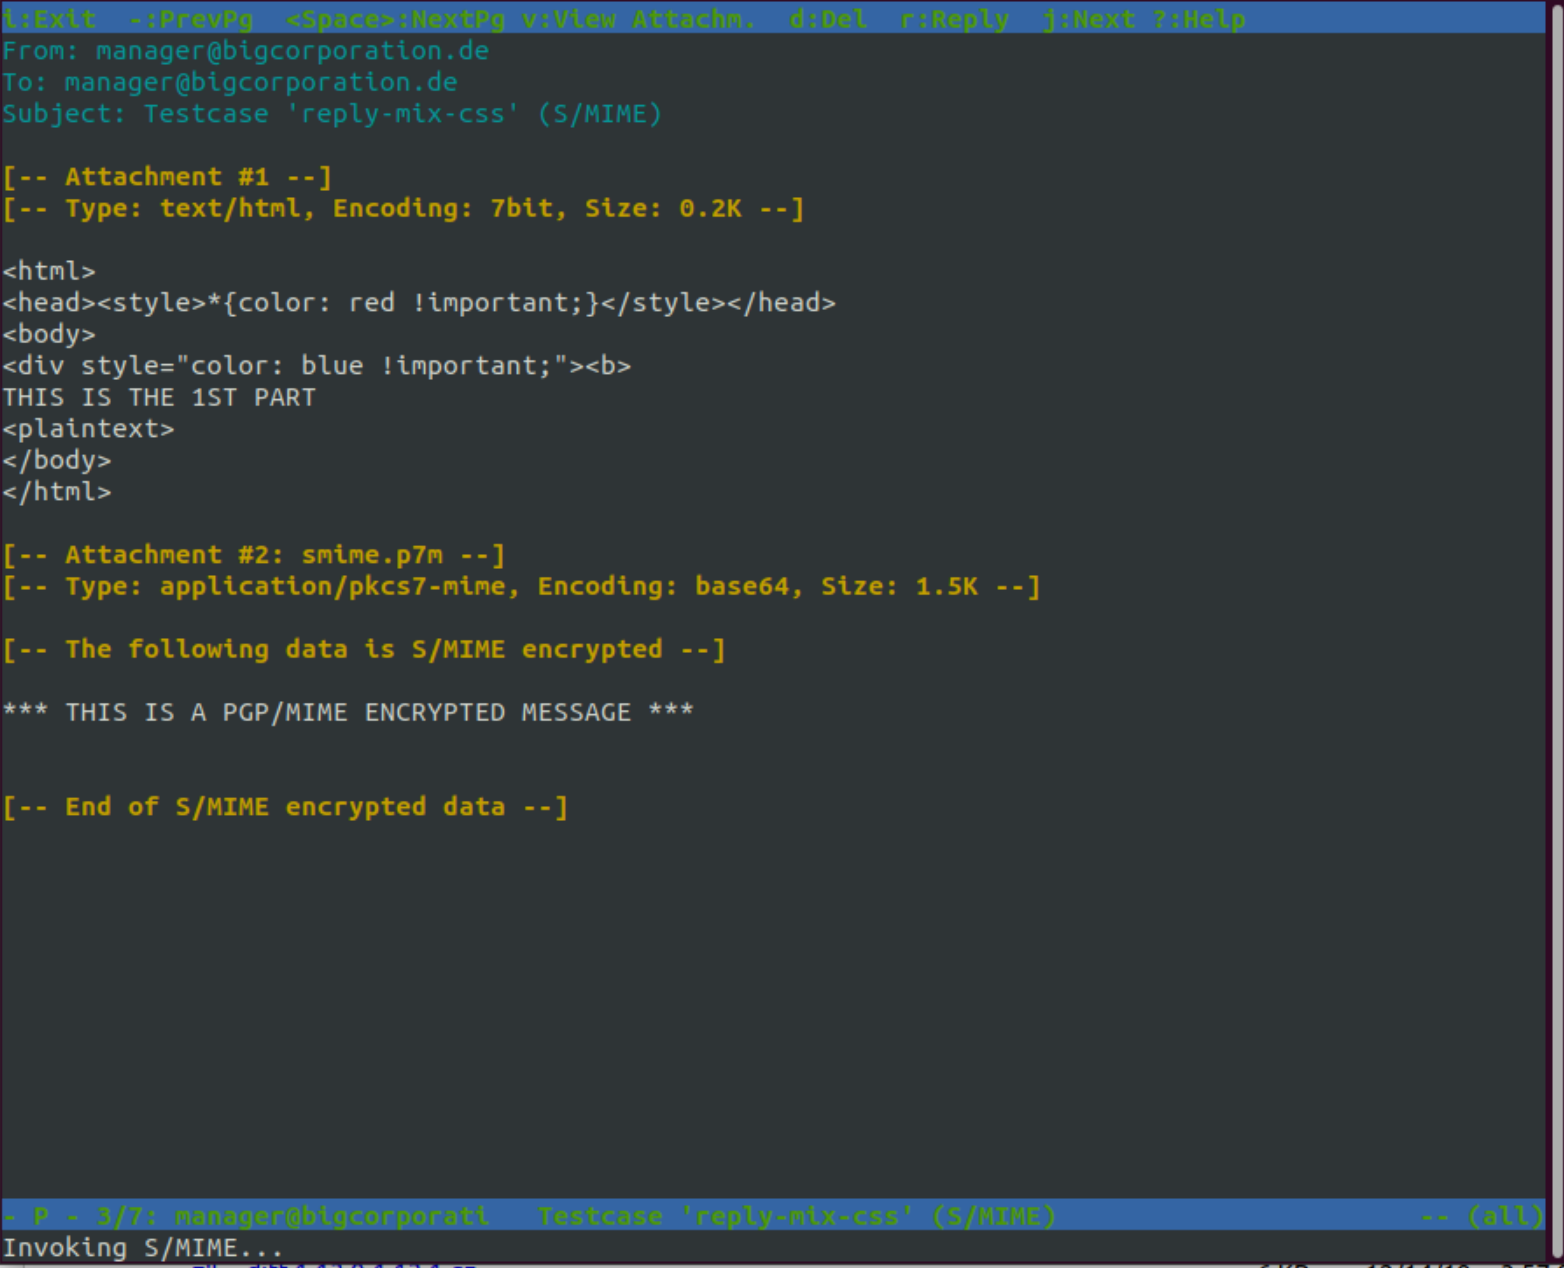 i:Exit  -:PrevPg  <Space>:NextPg v:View Attachm.  d:Del  r:Reply  j:Next ?:Help
From: manager@bigcorporation.de
To: manager@bigcorporation.de
Subject: Testcase 'reply-mix-css' (S/MIME)
[-- Attachment #1 --]
[-- Type: text/html, Encoding: 7bit, Size: 0.2K --]
<html>
<head><style>*{color: red !important;}</style></head>
<body>
<div style="color: blue !important;"><b>
THIS IS THE 1ST PART
<plaintext>
</body>
</html>
[-- Attachment #2: smime.p7m --]
[-- Type: application/pkcs7-mime, Encoding: base64, Size: 1.5K --]
[-- The following data is S/MIME encrypted --]
*** THIS IS A PGP/MIME ENCRYPTED MESSAGE ***
[-- End of S/MIME encrypted data --]
- P - 3/7: manager@bigcorporati   Testcase 'reply-mix-css' (S/MIME)   -- (all)
Invoking S/MIME...